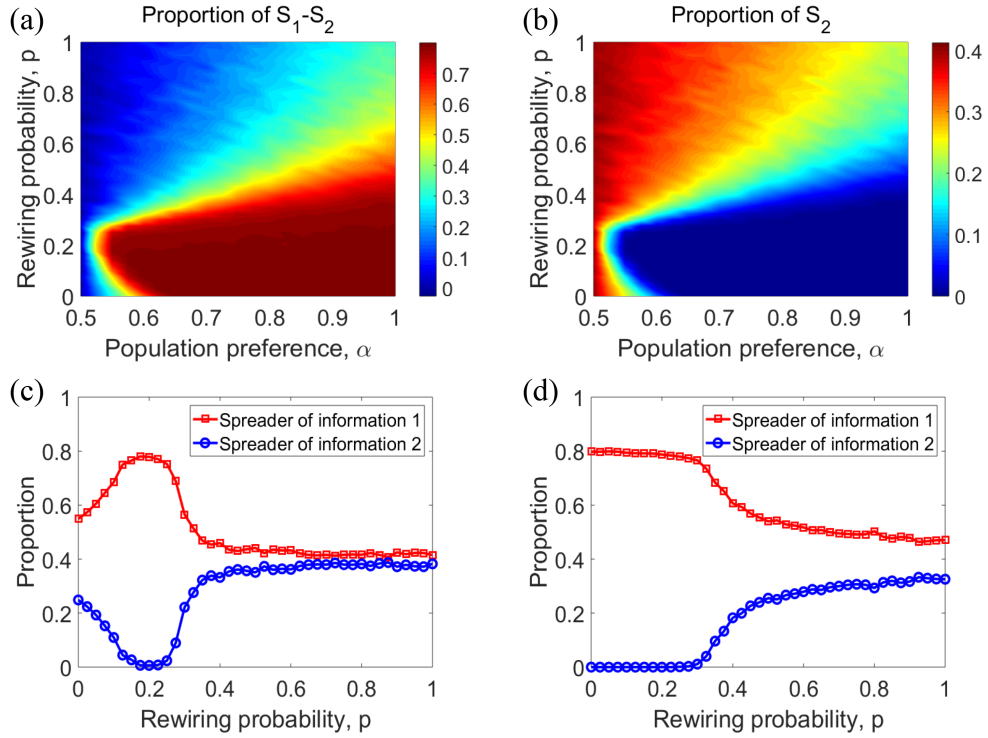 (a)
Proportion of S1-S2
Rewiring probability, p
1
0.8
0.6
0.4
0.2
0
0.5 0.6 0.7 0.8 0.9 1
Population preference, α
0.7
0.6
0.5
0.4
0.3
0.2
0.1
0
(b)
Proportion of S2
Rewiring probability, p
1
0.8
0.6
0.4
0.2
0
0.5 0.6 0.7 0.8 0.9 1
Population preference, α
0.4
0.3
0.2
0.1
0
(c)
Proportion
1
0.8
0.6
0.4
0.2
0
Spreader of information 1
Spreader of information 2
0 0.2 0.4 0.6 0.8 1
Rewiring probability, p
(d)
Proportion
1
0.8
0.6
0.4
0.2
0
Spreader of information 1
Spreader of information 2
0 0.2 0.4 0.6 0.8 1
Rewiring probability, p